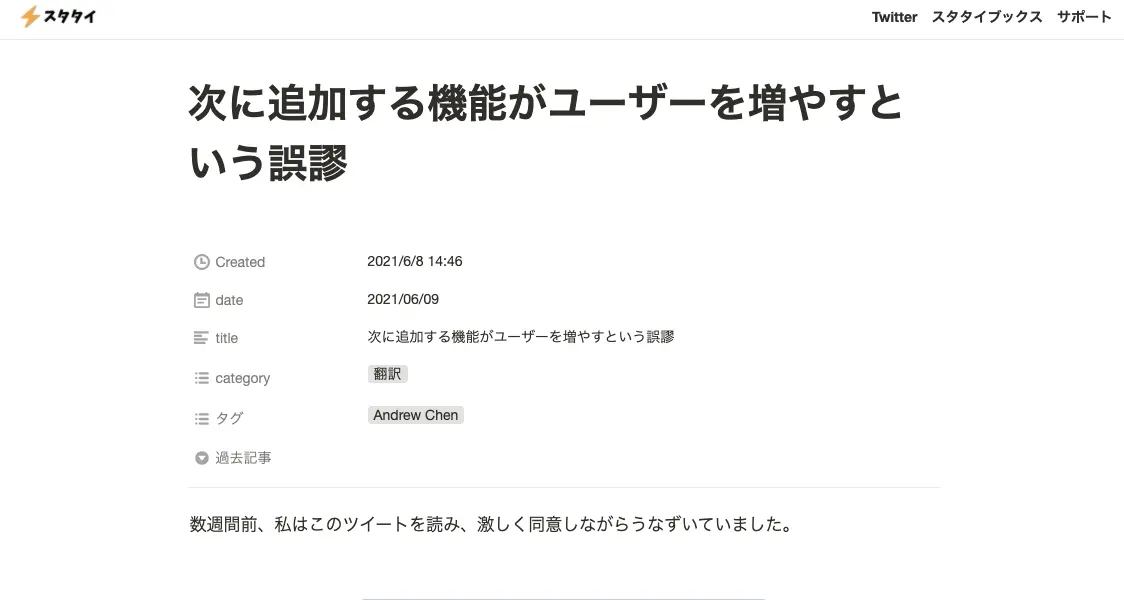 スタタイ
Twitter スタタイブックス サポート
次に追加する機能がユーザーを増やすと
いう誤謬
Created 2021/6/8 14:46
date 2021/06/09
title 次に追加する機能がユーザーを増やすという誤謬
category 翻訳
タグ Andrew Chen
過去記事
数週間前、私はこのツイートを読み、激しく同意しながらうなずいていました。